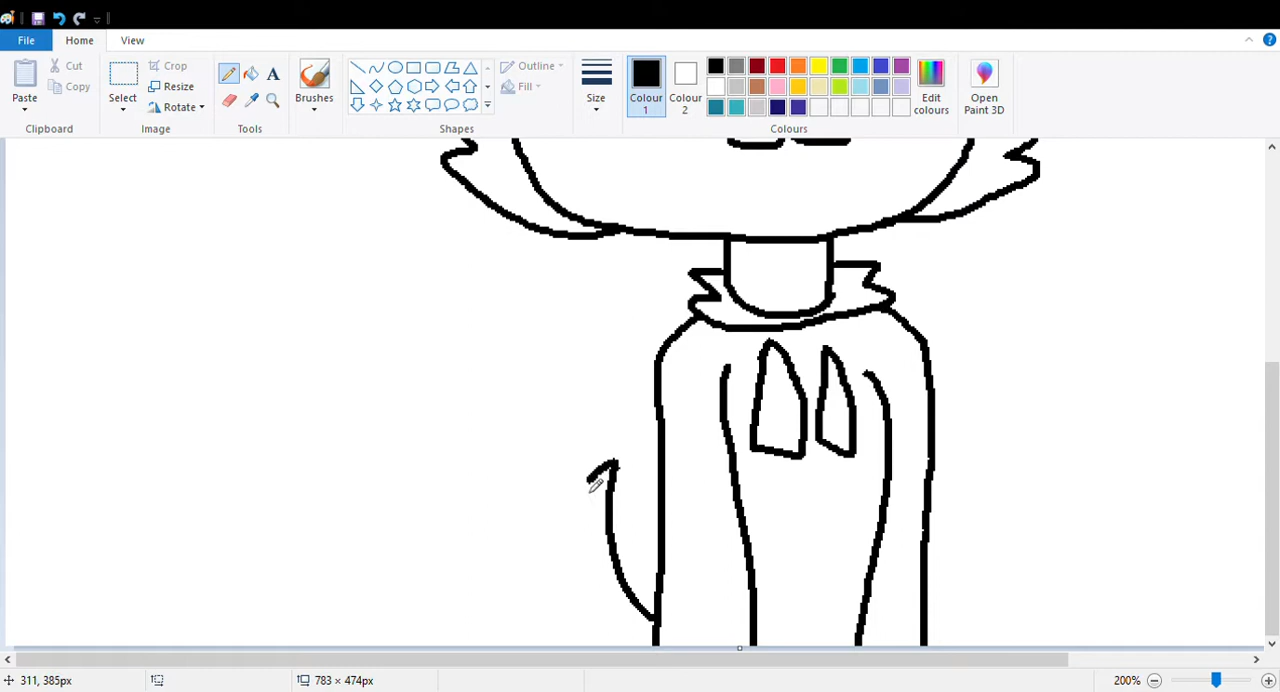 File Home View
Cut
Copy
Paste
Clipboard
Select
Crop
Resize
Rotate
Image
A
Tools
Brushes
Outline
Fill
Shapes
Size
Colour
1
Colour
2
Edit
colours
Colours
Open
Paint 3D
?
311, 385px
783 × 474px
200%